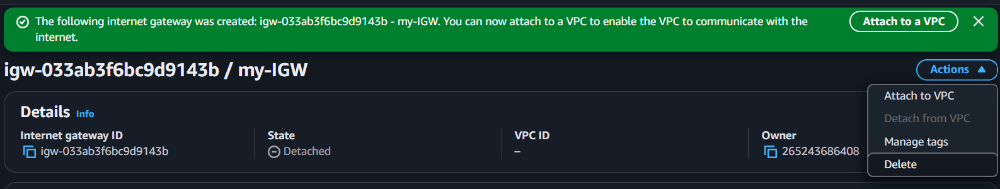 The following internet gateway was created: igw-033ab3f6bc9d9143b - my-IGW. You can now attach to a VPC to enable the VPC to communicate with the
internet.
Attach to a VPC
igw-033ab3f6bc9d9143b / my-IGW
Actions
Attach to VPC
Detach from VPC
Manage tags
Delete
Details Info
Internet gateway ID
igw-033ab3f6bc9d9143b
State
Detached
VPC ID
–
Owner
265243686408